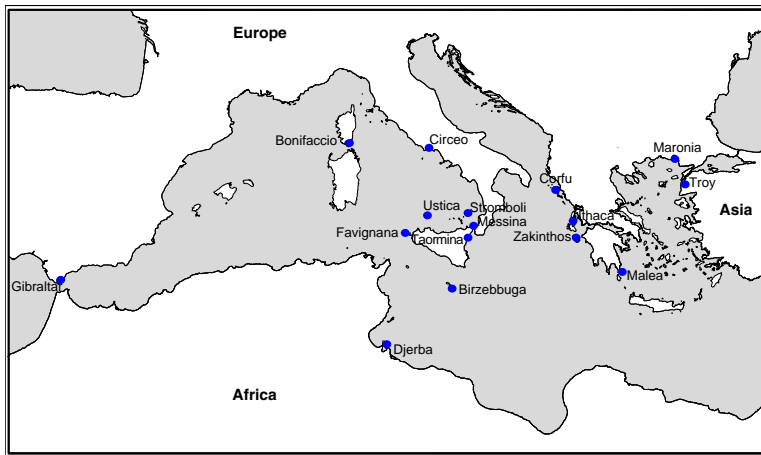 Europe
Maronia
Bonifaccio
Circeo
Corfu
Troy
Ustica
Stromboli
Asia
Messina
Ithaca
Favignana
Taormina
Zakinthos
Gibraltar
Malea
Birzebbuga
Djerba
Africa